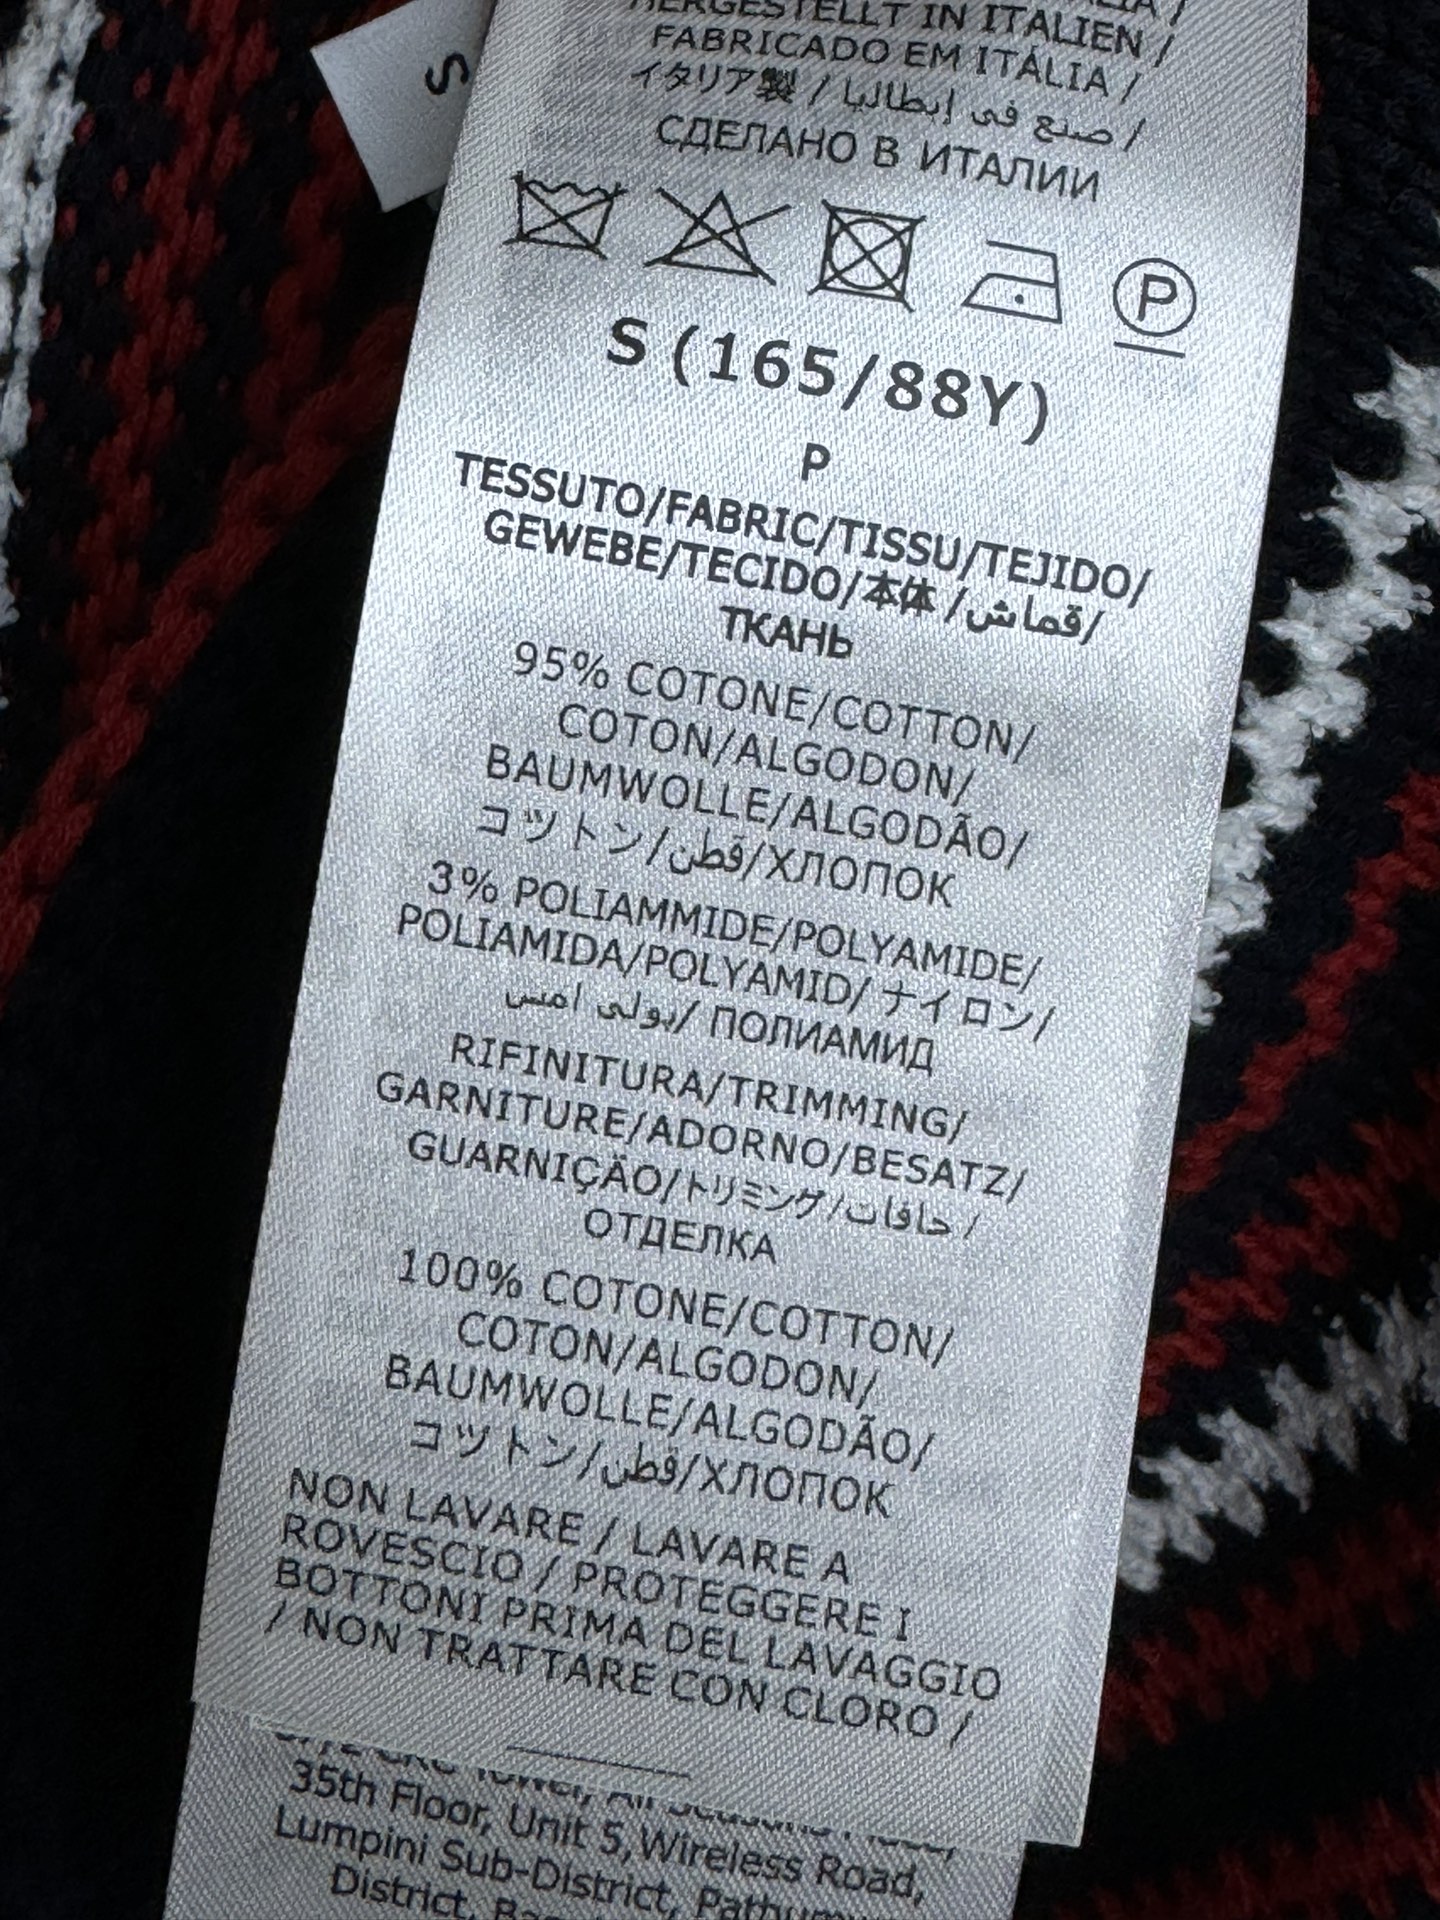 S
HERGESTELLT IN ITALIEN /
FABRICADO EM ITÁLIA /
イタリア製 / صنع في إيطاليا /
СДЕЛАНО В ИТАЛИИ
P
S (165/88Y)
P
TESSUTO/FABRIC/TISSU/TEJIDO/
GEWEBE/TECIDO/本体 /قماش/
ТКАНЬ
95% COTONE/COTTON/
COTON/ALGODON/
BAUMWOLLE/ALGODÃO/
コットン/قطن/ХЛОПОК
3% POLIAMMIDE/POLYAMIDE/
POLIAMIDA/POLYAMID/ナイロン/
بولي اميس/ ПОЛИАМИД
RIFINITURA/TRIMMING/
GARNITURE/ADORNO/BESATZ/
GUARNIÇÄO/トリミング/حافات /
ОТДЕЛКА
100% COTONE/COTTON/
COTON/ALGODON/
BAUMWOLLE/ALGODÃO/
コットン/قطن/ХЛОПОК
NON LAVARE / LAVARE A
ROVESCIO / PROTEGGERE I
BOTTONI PRIMA DEL LAVAGGIO
/ NON TRATTARE CON CLORO /
35th Floor, Unit 5, Wireless Road,
Lumpini Sub-District,
District,